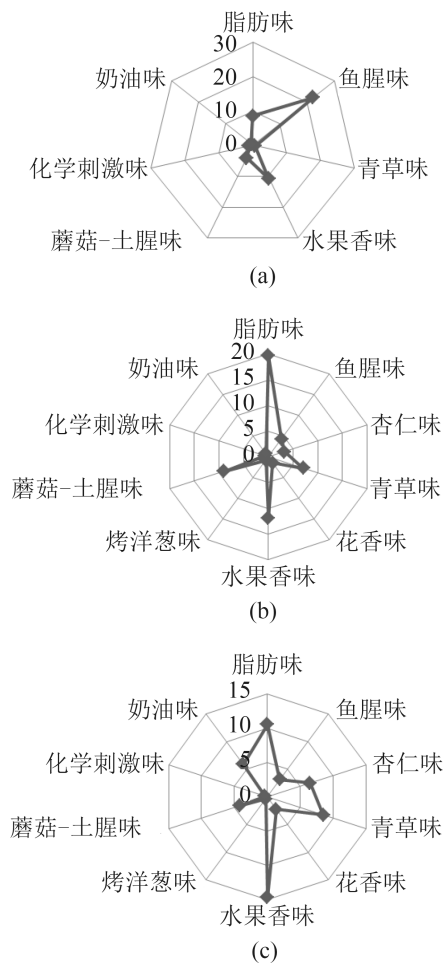 脂肪味
30
奶油味
鱼腥味
20
10
0
化学刺激味
青草味
蘑菇-土腥味
水果香味
(a)
脂肪味
20
奶油味
鱼腥味
15
10
化学刺激味
杏仁味
5
0
蘑菇-土腥味
青草味
烤洋葱味
花香味
水果香味
(b)
脂肪味
15
奶油味
鱼腥味
10
化学刺激味
杏仁味
5
0
蘑菇-土腥味
青草味
烤洋葱味
花香味
水果香味
(c)